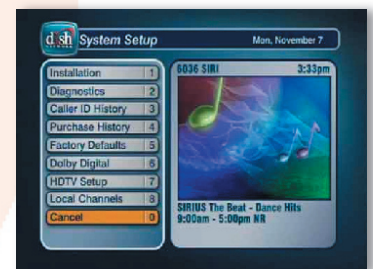 dish System Setup Mon, November 7
NETWORK
Installation 1
Diagnostics 2
Caller ID History 3
Purchase History 4
Factory Defaults 5
Dolby Digital 6
HDTV Setup 7
Local Channels 8
Cancel 0
6036 SIRI 3:33pm
SIRIUS The Beat - Dance Hits
9:00am - 5:00pm NR